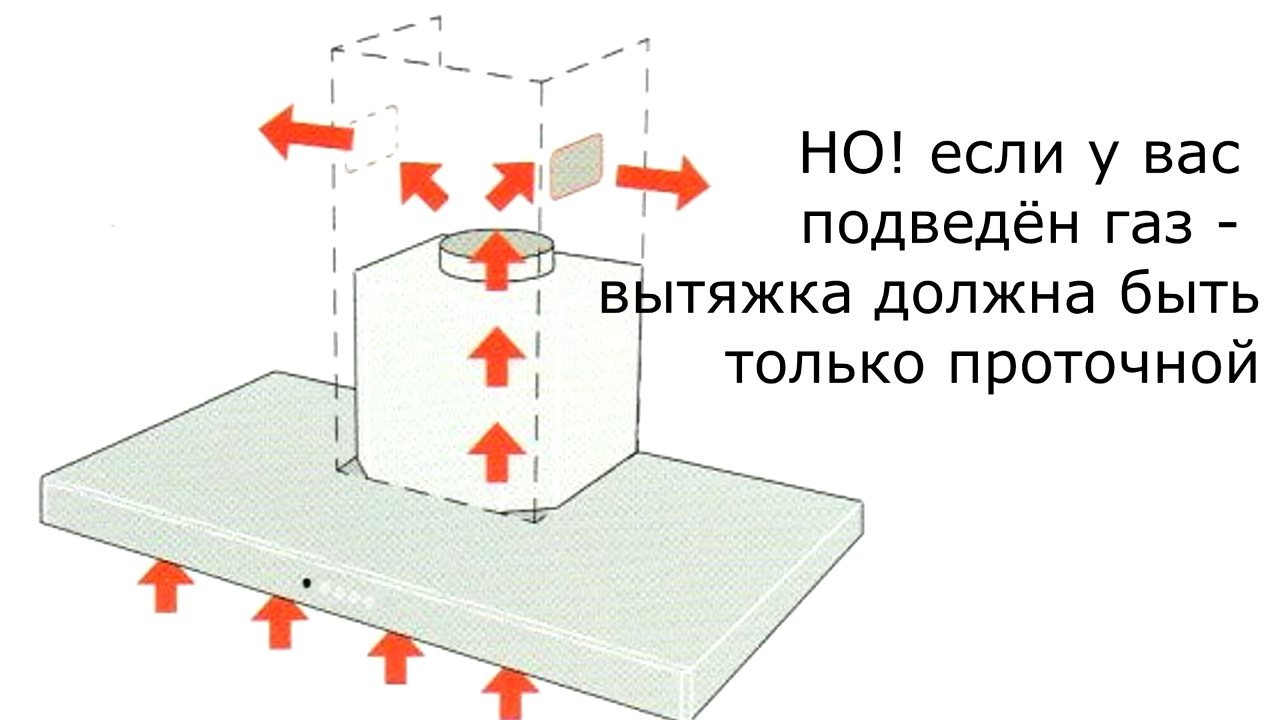 НО! если у вас
подведён газ -
вытяжка должна быть
только проточной